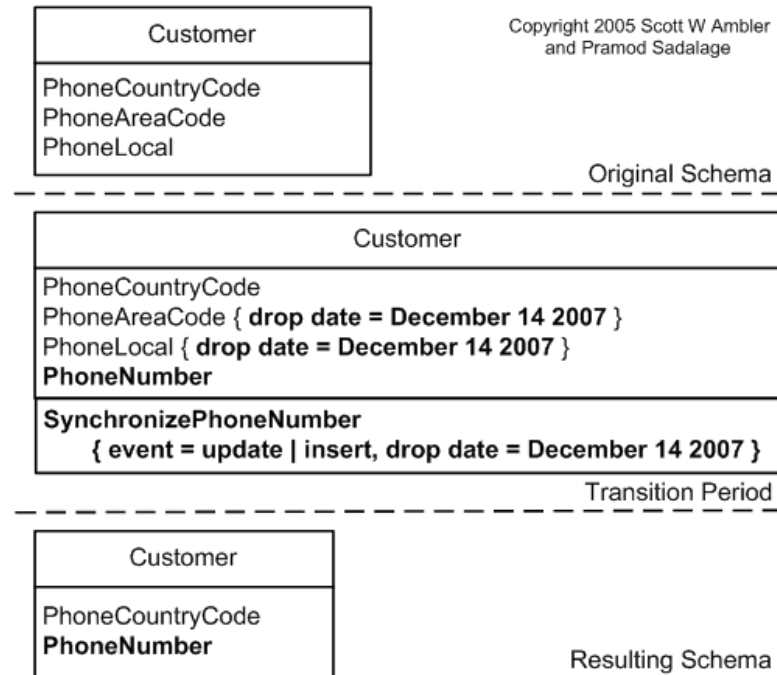 Customer
Copyright 2005 Scott W Ambler
and Pramod Sadalage
PhoneCountryCode
PhoneAreaCode
PhoneLocal
Original Schema
Customer
PhoneCountryCode
PhoneAreaCode { drop date = December 14 2007 }
PhoneLocal { drop date = December 14 2007 }
PhoneNumber
SynchronizePhoneNumber
{ event = update | insert, drop date = December 14 2007 }
Transition Period
Customer
PhoneCountryCode
PhoneNumber
Resulting Schema